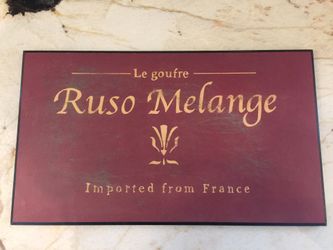 Le goufre
Ruso Melange
Imported from France